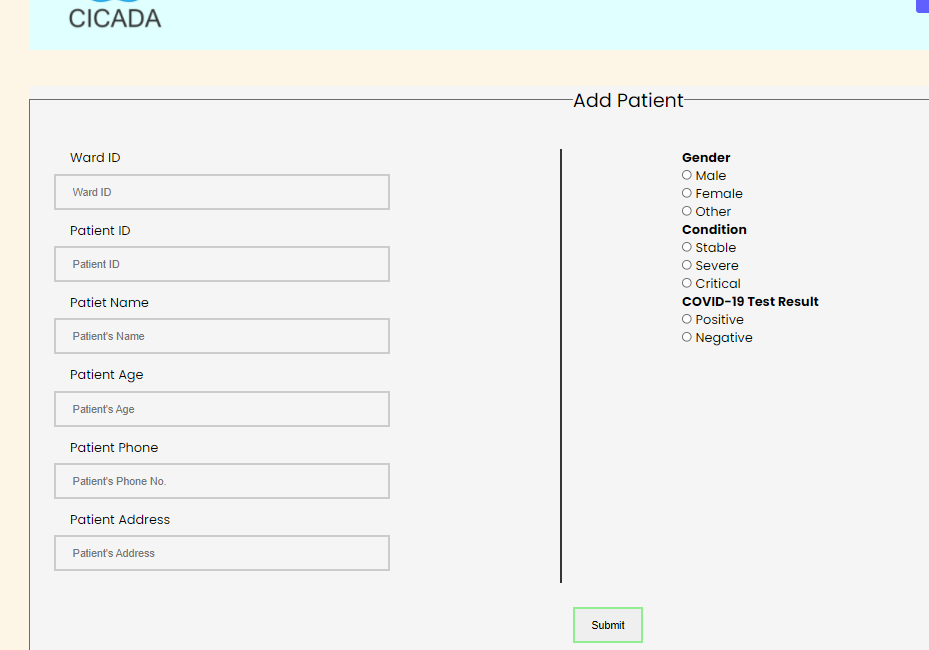 CICADA
Add Patient
Ward ID
Ward ID
Patient ID
Patient ID
Patiet Name
Patient's Name
Patient Age
Patient's Age
Patient Phone
Patient's Phone No.
Patient Address
Patient's Address
Gender
Male
Female
Other
Condition
Stable
Severe
Critical
COVID-19 Test Result
Positive
Negative
Submit